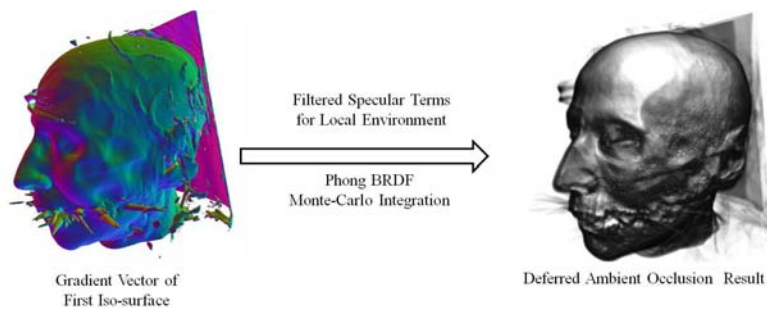 Filtered Specular Terms
for Local Environment
Phong BRDF
Monte-Carlo Integration
Gradient Vector of
First Iso-surface
Deferred Ambient Occlusion Result